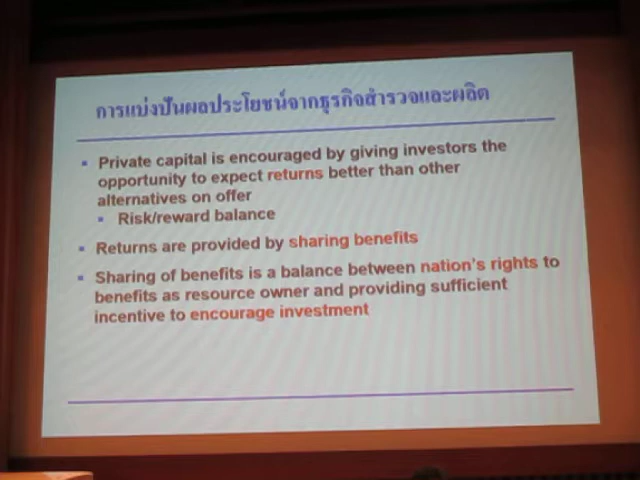 การแบ่งปันผลประโยชน์จากธุรกิจสำรวจและผลิต
▪ Private capital is encouraged by giving investors the
opportunity to expect returns better than other
alternatives on offer
▪ Risk/reward balance
▪ Returns are provided by sharing benefits
▪ Sharing of benefits is a balance between nation's rights to
benefits as resource owner and providing sufficient
incentive to encourage investment